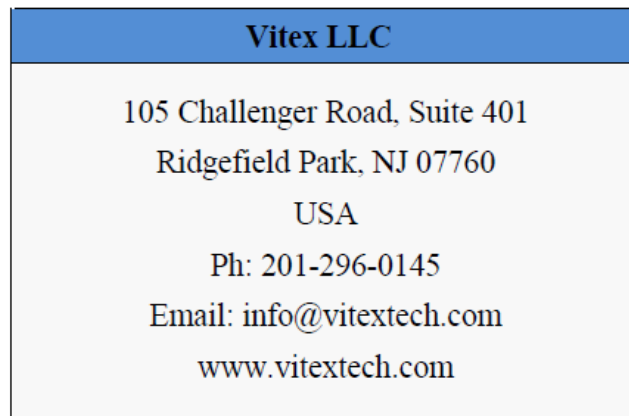 Vitex LLC
105 Challenger Road, Suite 401
Ridgefield Park, NJ 07760
USA
Ph: 201-296-0145
Email: info@vitextech.com
www.vitextech.com